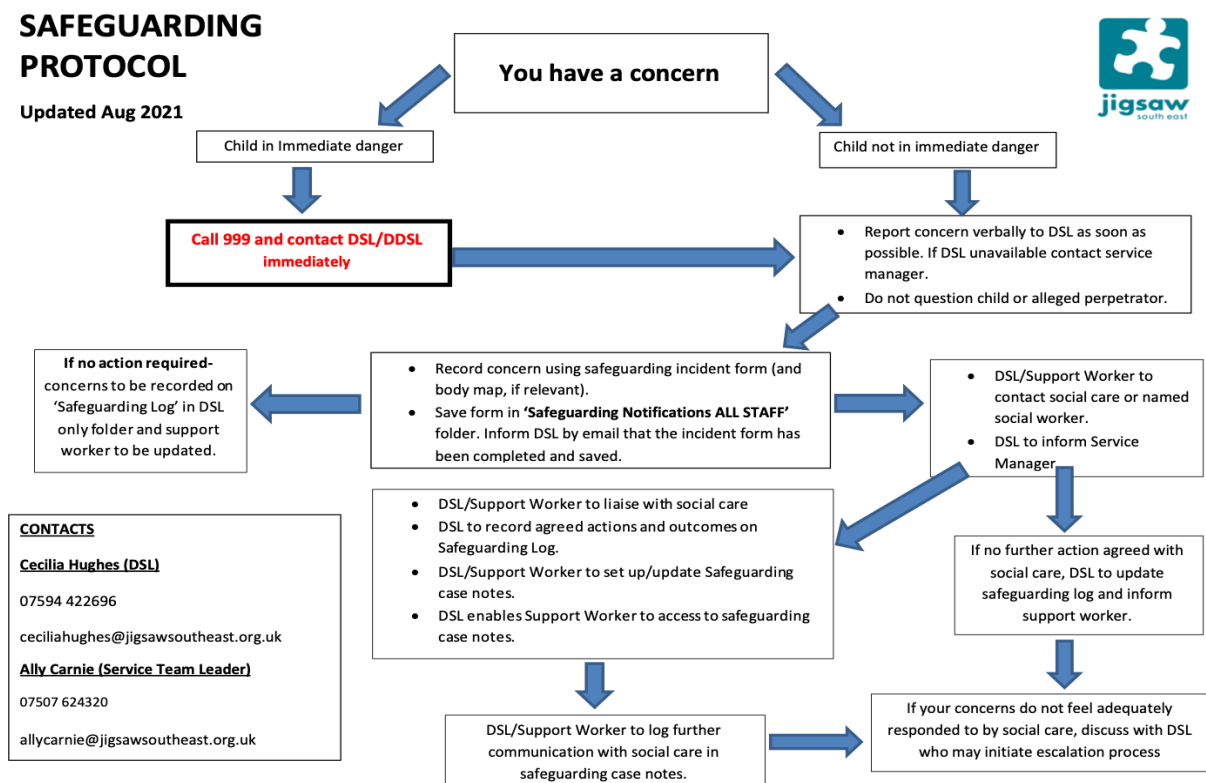 SAFEGUARDING
PROTOCOL
Updated Aug 2021
You have a concern
jigsaw
south east
Child in Immediate danger
Child not in immediate danger
Call 999 and contact DSL/DDSL
immediately
• Report concern verbally to DSL as soon as
possible. If DSL unavailable contact service
manager.
• Do not question child or alleged perpetrator.
If no action required-
concerns to be recorded on
‘Safeguarding Log’ in DSL
only folder and support
worker to be updated.
• Record concern using safeguarding incident form (and
body map, if relevant).
• Save form in ‘Safeguarding Notifications ALL STAFF’
folder. Inform DSL by email that the incident form has
been completed and saved.
• DSL/Support Worker to
contact social care or named
social worker.
• DSL to inform Service
Manager
• DSL/Support Worker to liaise with social care
• DSL to record agreed actions and outcomes on
Safeguarding Log.
• DSL/Support Worker to set up/update Safeguarding
case notes.
• DSL enables Support Worker to access to safeguarding
case notes.
If no further action agreed with
social care, DSL to update
safeguarding log and inform
support worker.
CONTACTS
Cecilia Hughes (DSL)
07594 422696
ceciliahughes@jigsawsoutheast.org.uk
Ally Carnie (Service Team Leader)
07507 624320
allycarnie@jigsawsoutheast.org.uk
DSL/Support Worker to log further
communication with social care in
safeguarding case notes.
If your concerns do not feel adequately
responded to by social care, discuss with DSL
who may initiate escalation process